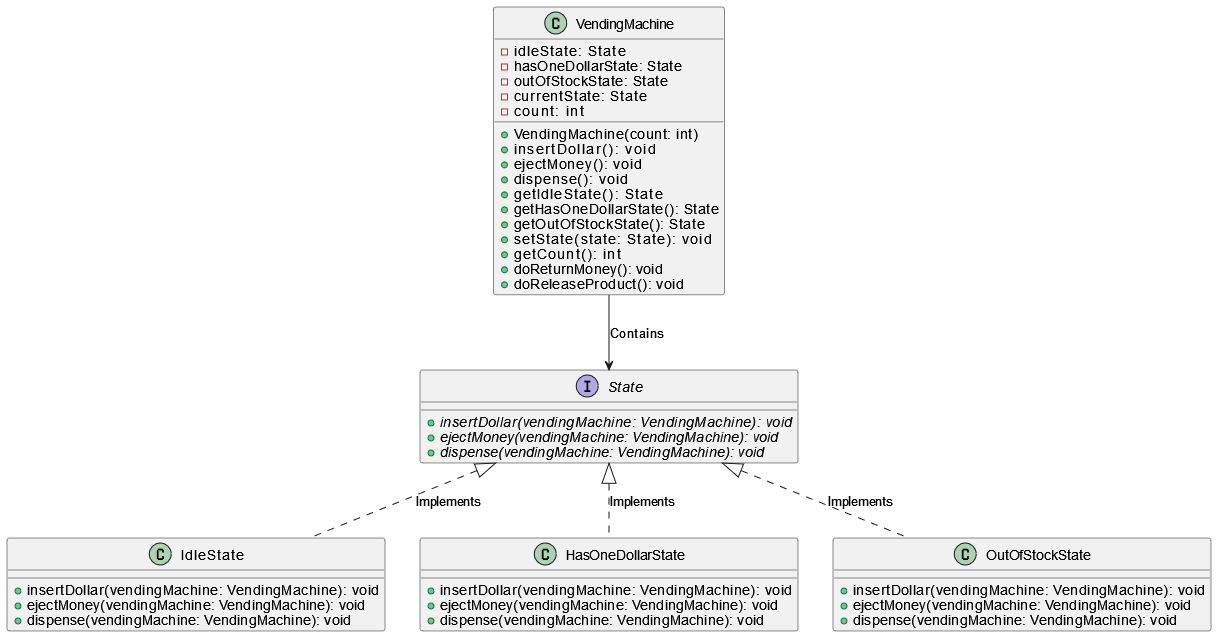 C VendingMachine
idleState: State
hasOneDollarState: State
outOfStockState: State
currentState: State
count: int
VendingMachine(count: int)
insertDollar(): void
ejectMoney(): void
dispense(): void
getIdleState(): State
getHasOneDollarState(): State
getOutOfStockState(): State
setState(state: State): void
getCount(): int
doReturnMoney(): void
doReleaseProduct(): void
Contains
I State
insertDollar(vendingMachine: VendingMachine): void
ejectMoney(vendingMachine: VendingMachine): void
dispense(vendingMachine: VendingMachine): void
Implements
Implements
Implements
C IdleState
insertDollar(vendingMachine: VendingMachine): void
ejectMoney(vendingMachine: VendingMachine): void
dispense(vendingMachine: VendingMachine): void
C HasOneDollarState
insertDollar(vendingMachine: VendingMachine): void
ejectMoney(vendingMachine: VendingMachine): void
dispense(vendingMachine: VendingMachine): void
C OutOfStockState
insertDollar(vendingMachine: VendingMachine): void
ejectMoney(vendingMachine: VendingMachine): void
dispense(vendingMachine: VendingMachine): void